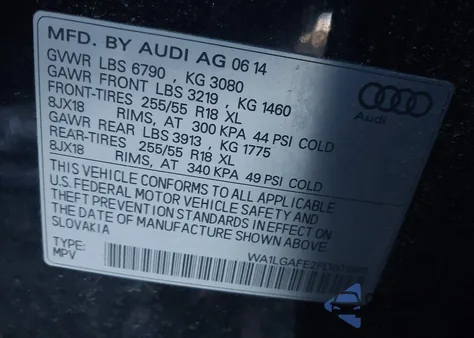 MFD. BY AUDI AG 06 14
GVWR LBS 6790 , KG 3080
GAWR FRONT LBS 3219 , KG 1460
FRONT-TIRES 255/55 R18 XL
8JX18 RIMS, AT 300 KPA 44 PSI COLD
GAWR REAR LBS 3913 , KG 1775
REAR-TIRES 255/55 R18 XL
8JX18 RIMS, AT 340 KPA 49 PSI COLD
Audi
THIS VEHICLE CONFORMS TO ALL APPLICABLE
U.S. FEDERAL MOTOR VEHICLE SAFETY AND
THEFT PREVENTION STANDARDS IN EFFECT ON
THE DATE OF MANUFACTURE SHOWN ABOVE.
SLOVAKIA
TYPE:
MPV